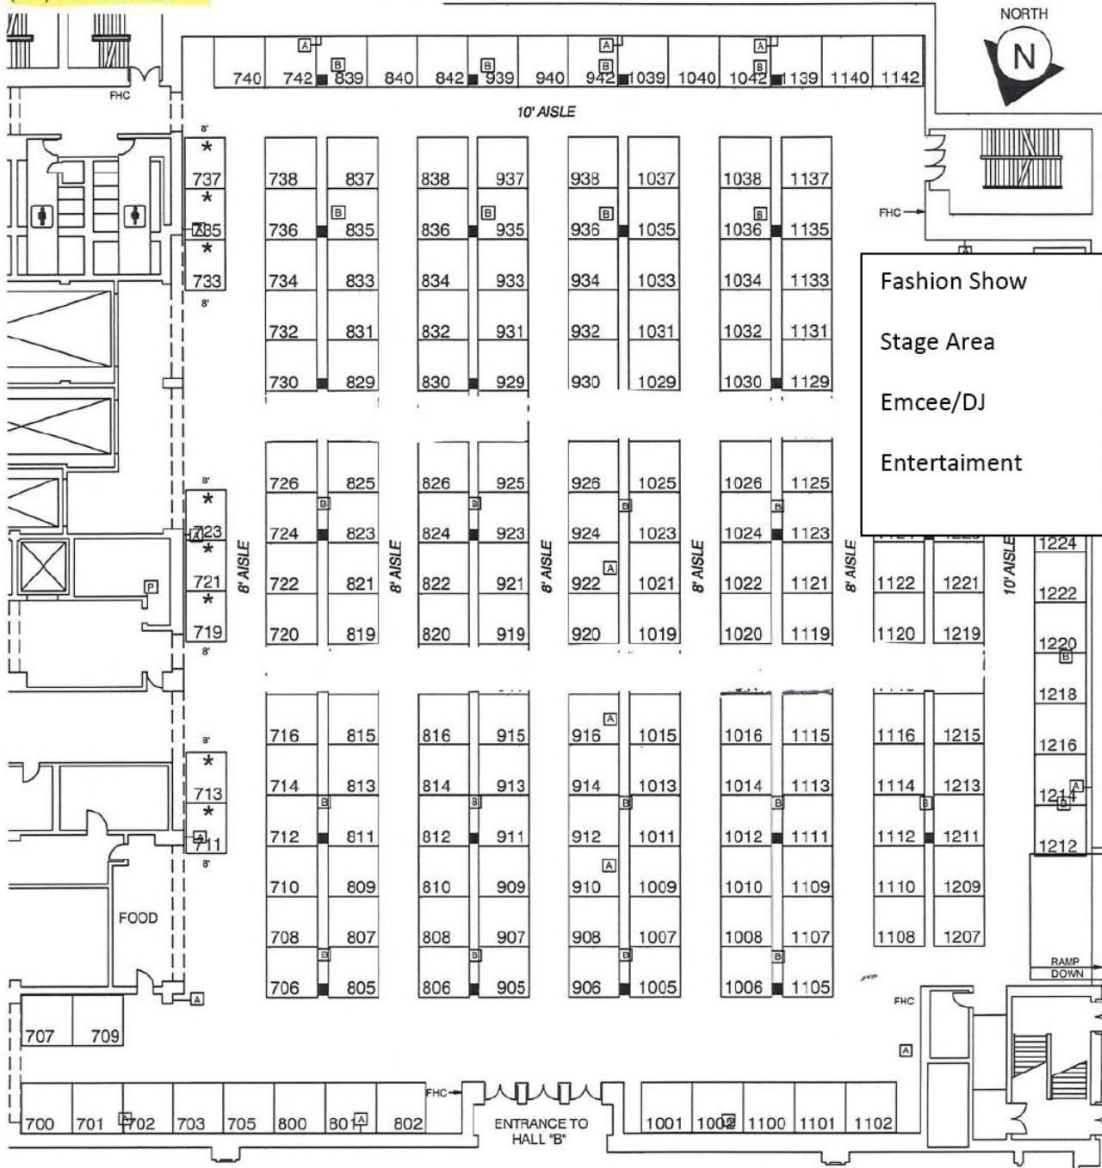 NORTH
N
A A A
B B B B
740 742 839 840 842 939 940 942 1039 1040 1042 1139 1140 1142
FHC
10' AISLE
8'
*
737 738 837 838 937 938 1037 1038 1137
*
B B B B
FHC
A
735 736 835 836 935 936 1035 1036 1135
*
A
733 734 833 834 933 934 1033 1034 1133
8'
Fashion Show
732 831 832 931 932 1031 1032 1131
Stage Area
730 829 830 929 930 1029 1030 1129
Emcee/DJ
Entertaiment
726 825 826 925 926 1025 1026 1125
8'
*
B B B B
A
723 724 823 824 923 924 1023 1024 1123
1224
*
P
A
721 722 821 822 921 922 1021 1022 1121 1122 1221 1222
8' AISLE 8' AISLE 8' AISLE 8' AISLE 8' AISLE 10' AISLE
*
719 720 819 820 919 920 1019 1020 1119 1120 1219 1220
8'
B
1218
A
716 815 816 915 916 1015 1016 1115 1116 1215 1216
8'
*
713 714 813 814 913 914 1013 1014 1113 1114 1213 1214
*
B B B B B B
A A
711 712 811 812 911 912 1011 1012 1111 1112 1211 1212
8'
A
710 809 810 909 910 1009 1010 1109 1110 1209
FOOD
708 807 808 907 908 1007 1008 1107 1108 1207
B B B B
RAMP
DOWN
706 805 806 905 906 1005 1006 1105
A
FHC
707 709
A
FHC
700 701 702 703 705 800 801 802
A A
ENTRANCE TO
HALL "B"
1001 1002 1100 1101 1102